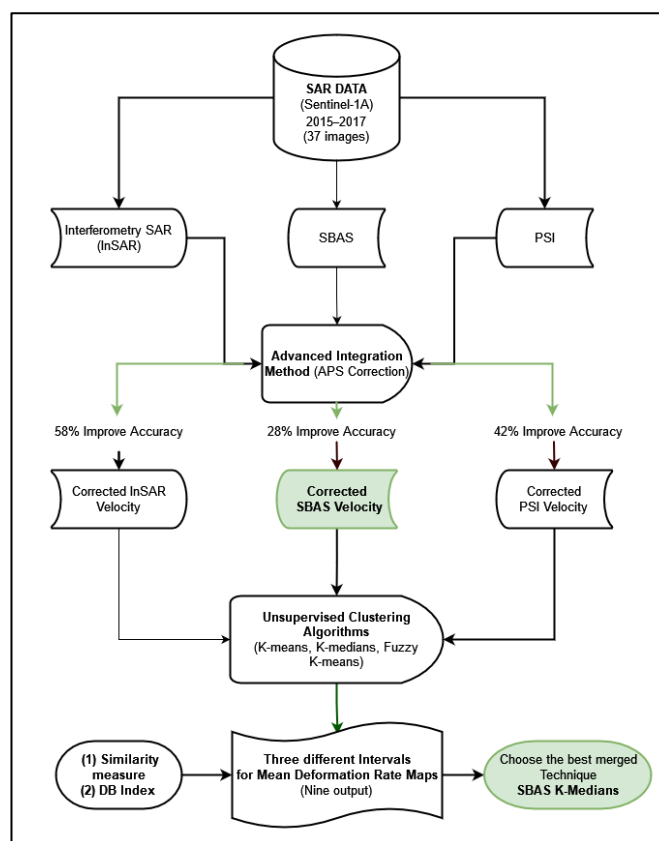 SAR DATA
(Sentinel-1A)
2015–2017
(37 images)
Interferometry SAR
(InSAR)
SBAS
PSI
Advanced Integration
Method (APS Correction)
58% Improve Accuracy
28% Improve Accuracy
42% Improve Accuracy
Corrected InSAR
Velocity
Corrected
SBAS Velocity
Corrected
PSI Velocity
Unsupervised Clustering
Algorithms
(K-means, K-medians, Fuzzy
K-means)
(1) Similarity
measure
(2) DB Index
Three different Intervals
for Mean Deformation Rate Maps
(Nine output)
Choose the best merged
Technique
SBAS K-Medians